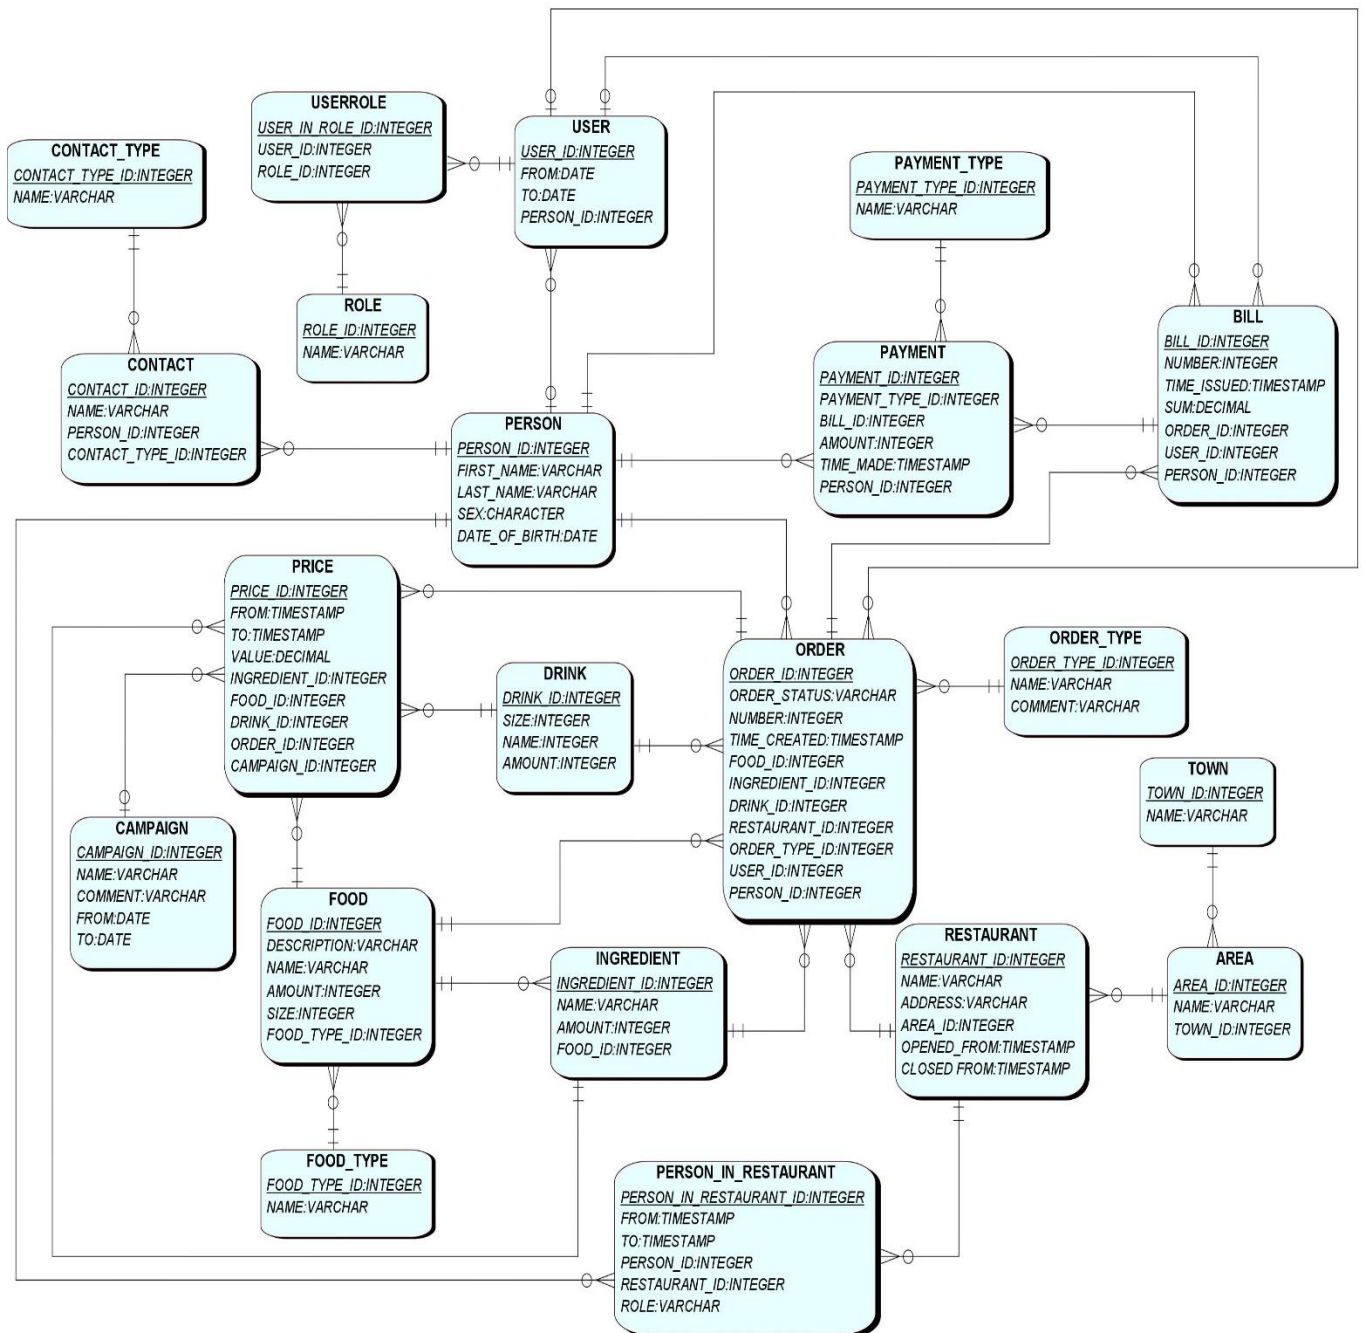 USERROLE
USER_IN_ROLE_ID:INTEGER
USER_ID:INTEGER
ROLE_ID:INTEGER
USER
USER_ID:INTEGER
FROM:DATE
TO:DATE
PERSON_ID:INTEGER
CONTACT_TYPE
CONTACT_TYPE_ID:INTEGER
NAME:VARCHAR
PAYMENT_TYPE
PAYMENT_TYPE_ID:INTEGER
NAME:VARCHAR
ROLE
ROLE_ID:INTEGER
NAME:VARCHAR
BILL
BILL_ID:INTEGER
NUMBER:INTEGER
TIME_ISSUED:TIMESTAMP
SUM:DECIMAL
ORDER_ID:INTEGER
USER_ID:INTEGER
PERSON_ID:INTEGER
CONTACT
CONTACT_ID:INTEGER
NAME:VARCHAR
PERSON_ID:INTEGER
CONTACT_TYPE_ID:INTEGER
PAYMENT
PAYMENT_ID:INTEGER
PAYMENT_TYPE_ID:INTEGER
BILL_ID:INTEGER
AMOUNT:INTEGER
TIME_MADE:TIMESTAMP
PERSON_ID:INTEGER
PERSON
PERSON_ID:INTEGER
FIRST_NAME:VARCHAR
LAST_NAME:VARCHAR
SEX:CHARACTER
DATE_OF_BIRTH:DATE
PRICE
PRICE_ID:INTEGER
FROM:TIMESTAMP
TO:TIMESTAMP
VALUE:DECIMAL
INGREDIENT_ID:INTEGER
FOOD_ID:INTEGER
DRINK_ID:INTEGER
ORDER_ID:INTEGER
CAMPAIGN_ID:INTEGER
DRINK
DRINK_ID:INTEGER
SIZE:INTEGER
NAME:INTEGER
AMOUNT:INTEGER
ORDER
ORDER_ID:INTEGER
ORDER_STATUS:VARCHAR
NUMBER:INTEGER
TIME_CREATED:TIMESTAMP
FOOD_ID:INTEGER
INGREDIENT_ID:INTEGER
DRINK_ID:INTEGER
RESTAURANT_ID:INTEGER
ORDER_TYPE_ID:INTEGER
USER_ID:INTEGER
PERSON_ID:INTEGER
ORDER_TYPE
ORDER_TYPE_ID:INTEGER
NAME:VARCHAR
COMMENT:VARCHAR
TOWN
TOWN_ID:INTEGER
NAME:VARCHAR
CAMPAIGN
CAMPAIGN_ID:INTEGER
NAME:VARCHAR
COMMENT:VARCHAR
FROM:DATE
TO:DATE
FOOD
FOOD_ID:INTEGER
DESCRIPTION:VARCHAR
NAME:VARCHAR
AMOUNT:INTEGER
SIZE:INTEGER
FOOD_TYPE_ID:INTEGER
INGREDIENT
INGREDIENT_ID:INTEGER
NAME:VARCHAR
AMOUNT:INTEGER
FOOD_ID:INTEGER
RESTAURANT
RESTAURANT_ID:INTEGER
NAME:VARCHAR
ADDRESS:VARCHAR
AREA_ID:INTEGER
OPENED_FROM:TIMESTAMP
CLOSED FROM:TIMESTAMP
AREA
AREA_ID:INTEGER
NAME:VARCHAR
TOWN_ID:INTEGER
FOOD_TYPE
FOOD_TYPE_ID:INTEGER
NAME:VARCHAR
PERSON_IN_RESTAURANT
PERSON_IN_RESTAURANT_ID:INTEGER
FROM:TIMESTAMP
TO:TIMESTAMP
PERSON_ID:INTEGER
RESTAURANT_ID:INTEGER
ROLE:VARCHAR